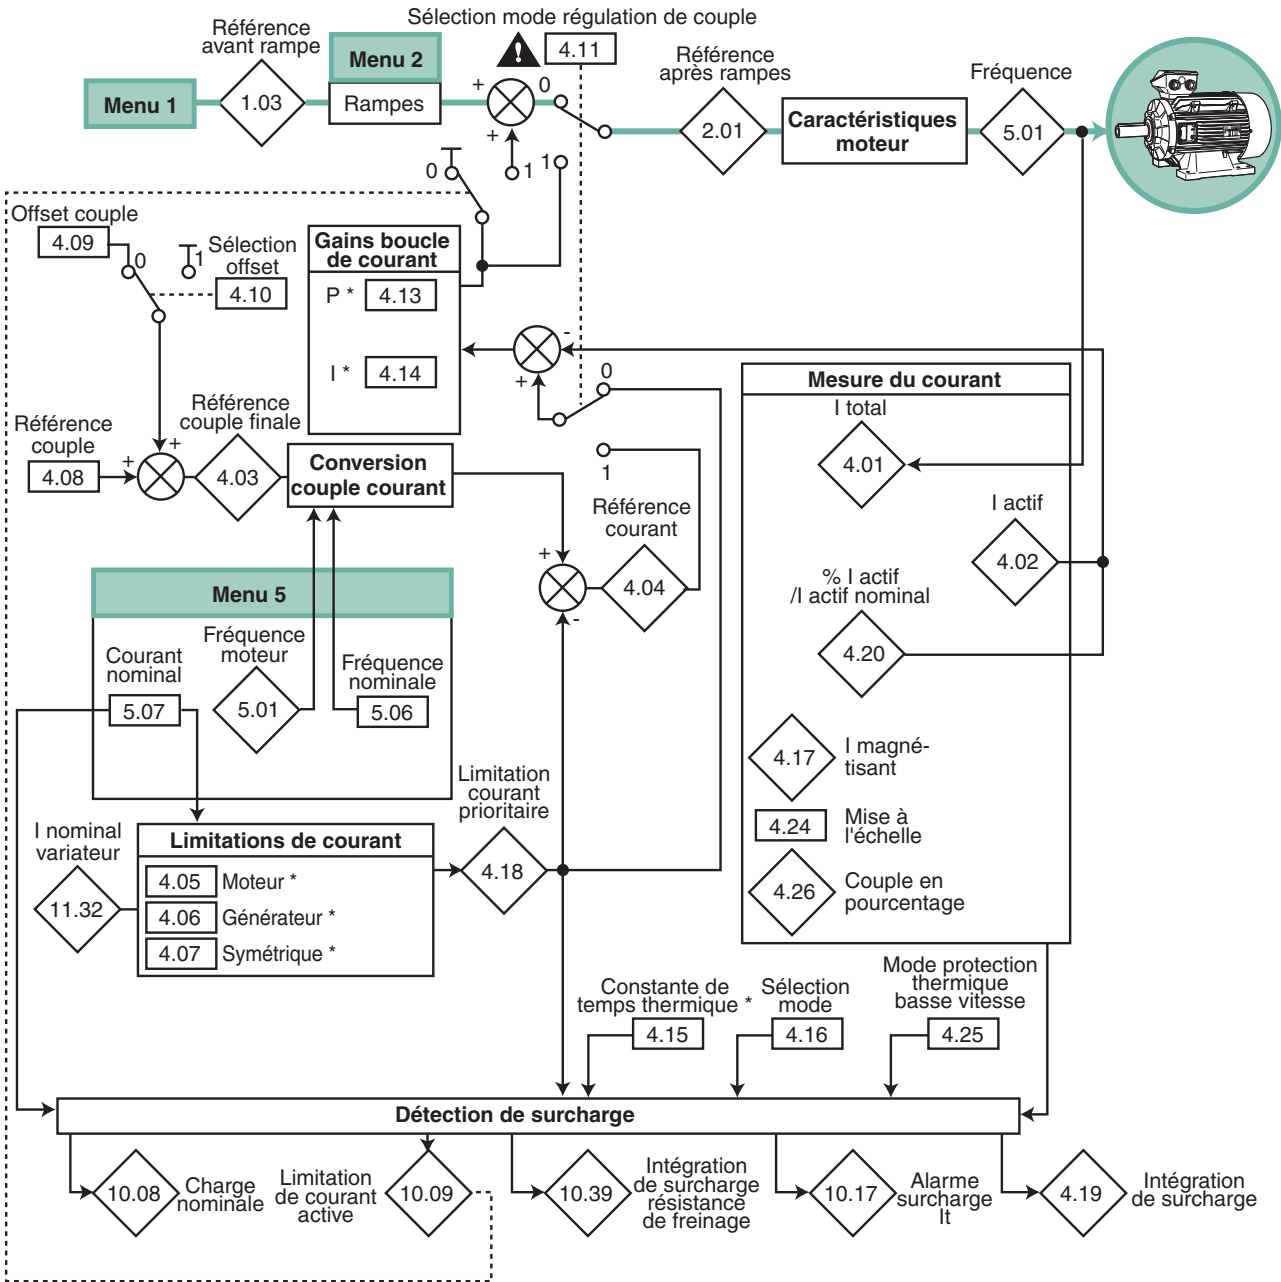 Sélection mode régulation de couple
4.11
Référence
avant rampe
1.03
Menu 1
Menu 2
Rampes
+
+
0
1
1
0
Référence
après rampes
2.01
Caractéristiques
moteur
Fréquence
5.01
Offset couple
4.09
0
1
Sélection
offset
4.10
Gains boucle
de courant
P *
4.13
I *
4.14
-
+
0
1
Référence
couple
4.08
+
+
Référence
couple finale
4.03
Conversion
couple courant
+
-
Référence
courant
4.04
Mesure du courant
I total
4.01
I actif
4.02
% I actif
/I actif nominal
4.20
4.17
I magné-
tisant
4.24
Mise à
l'échelle
4.26
Couple en
pourcentage
Menu 5
Courant
nominal
5.07
Fréquence
moteur
5.01
Fréquence
nominale
5.06
I nominal
variateur
11.32
Limitations de courant
4.05 Moteur *
4.06 Générateur *
4.07 Symétrique *
Limitation
courant
prioritaire
4.18
Constante de
temps thermique *
4.15
Sélection
mode
4.16
Mode protection
thermique
basse vitesse
4.25
Détection de surcharge
10.08
Charge
nominale
Limitation
de courant
active
10.09
10.39
Intégration
de surcharge
résistance
de freinage
10.17
Alarme
surcharge
It
4.19
Intégration
de surcharge